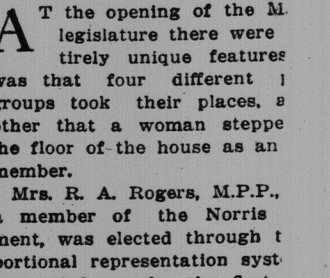 AT the opening of the M
legislature there were
tirely unique features
was that four different
groups took their places, a
other that a woman steppe
he floor of the house as an
member.
Mrs. R. A. Rogers, M.P.P.,
a member of the Norris
ment, was elected through t
portional representation syst